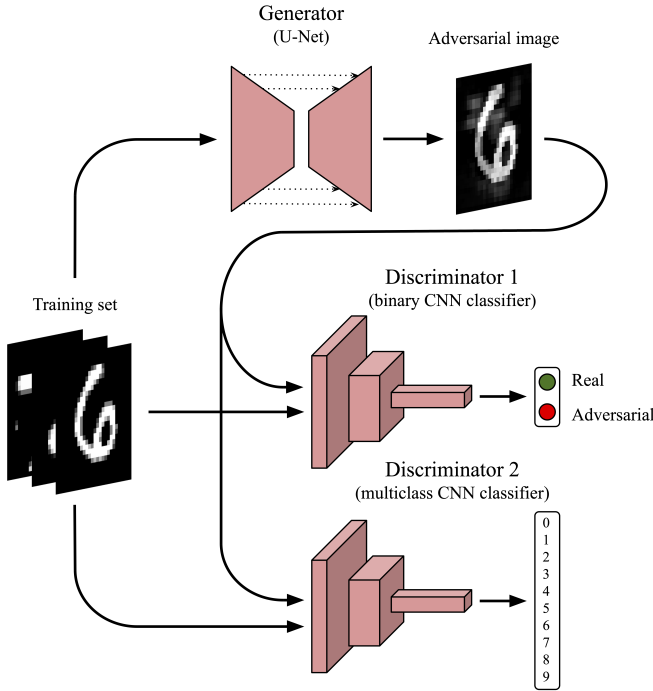 Generator
(U-Net)
Adversarial image
Training set
Discriminator 1
(binary CNN classifier)
Real
Adversarial
Discriminator 2
(multiclass CNN classifier)
0
1
2
3
4
5
6
7
8
9